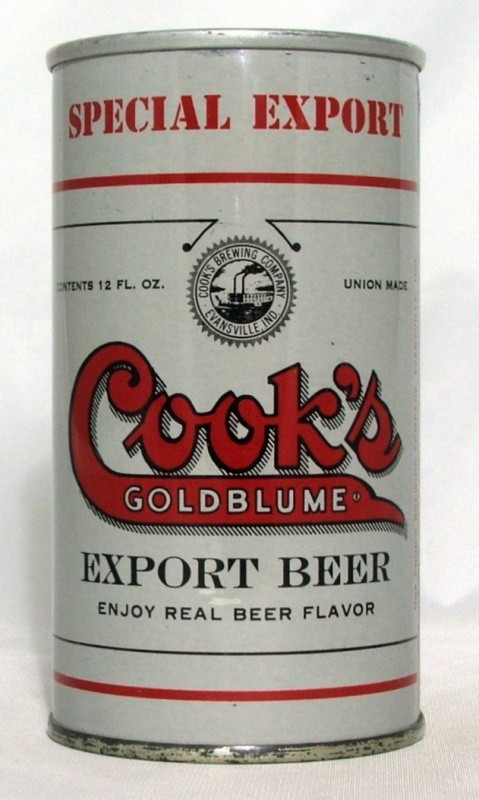 SPECIAL EXPORT
CONTENTS 12 FL. OZ.
COOK'S BREWING COMPANY
EVANSVILLE, IND.
UNION MADE
Cook's
GOLDBLUME
EXPORT BEER
ENJOY REAL BEER FLAVOR